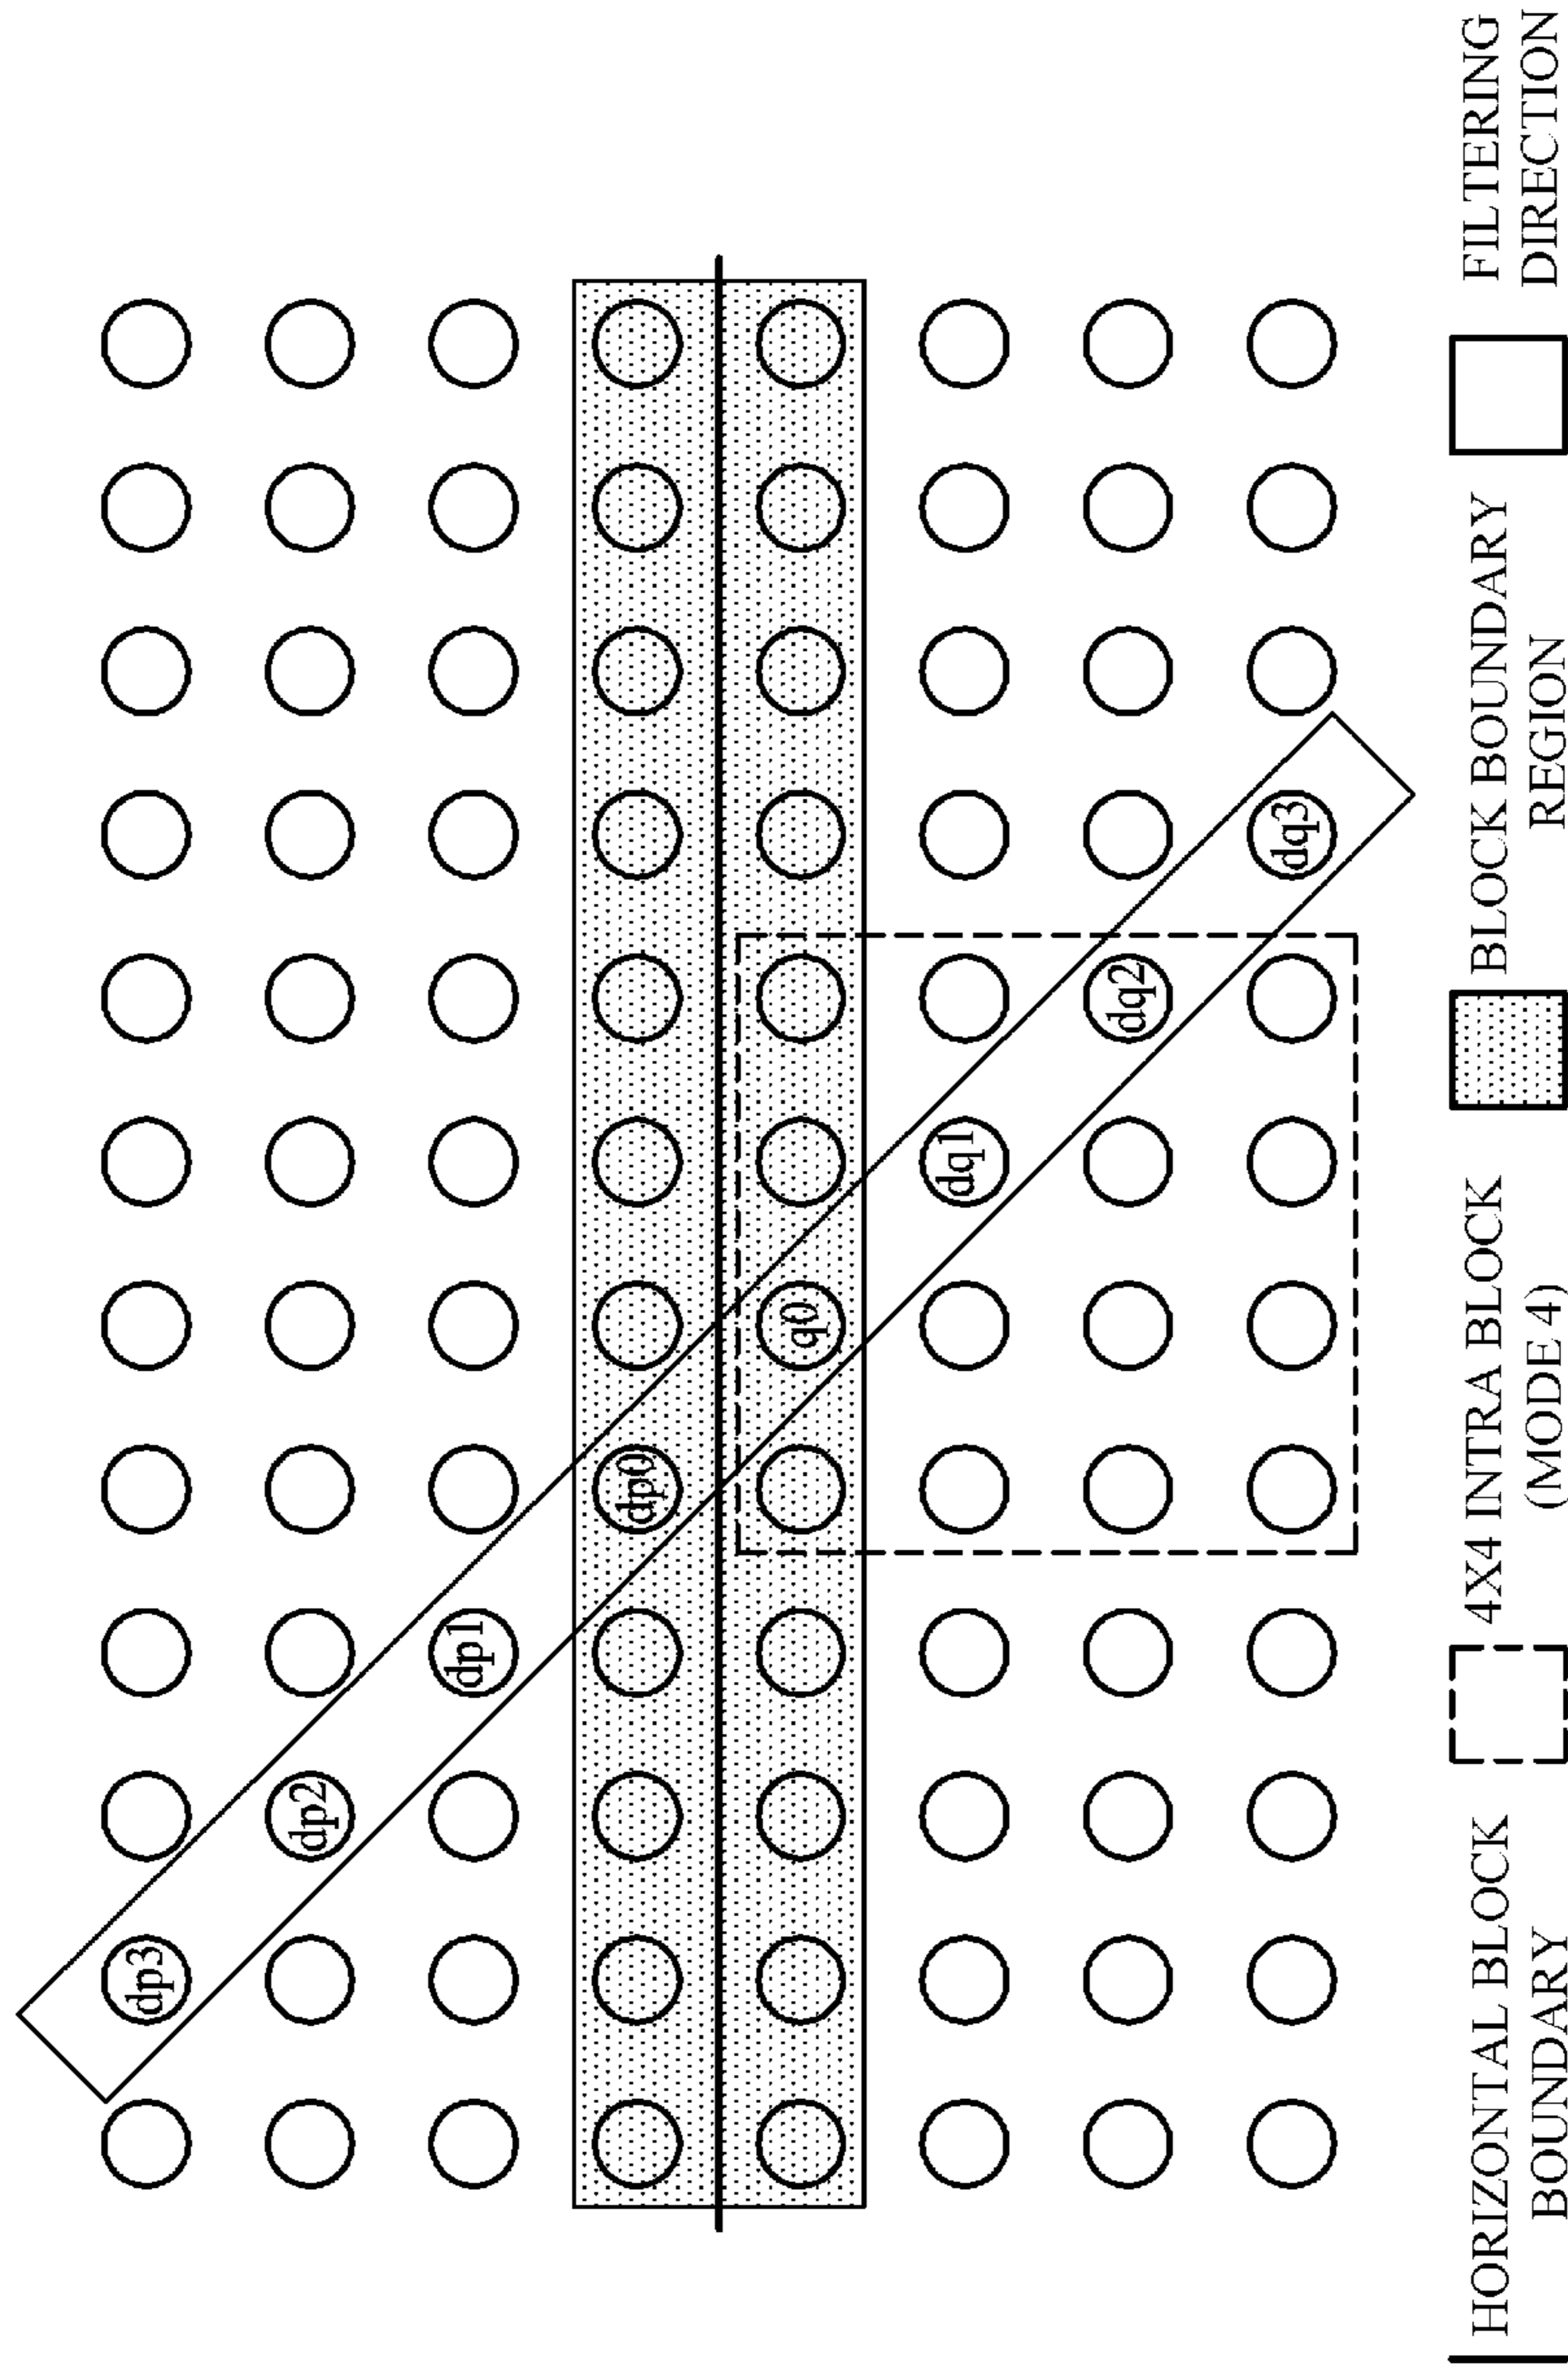 dp3
dp2
dp1
dp0
q0
dq1
dq2
dq3
HORIZONTAL BLOCK
BOUNDARY
4X4 INTRA BLOCK
(MODE 4)
BLOCK BOUNDARY
REGION
FILTERING
DIRECTION